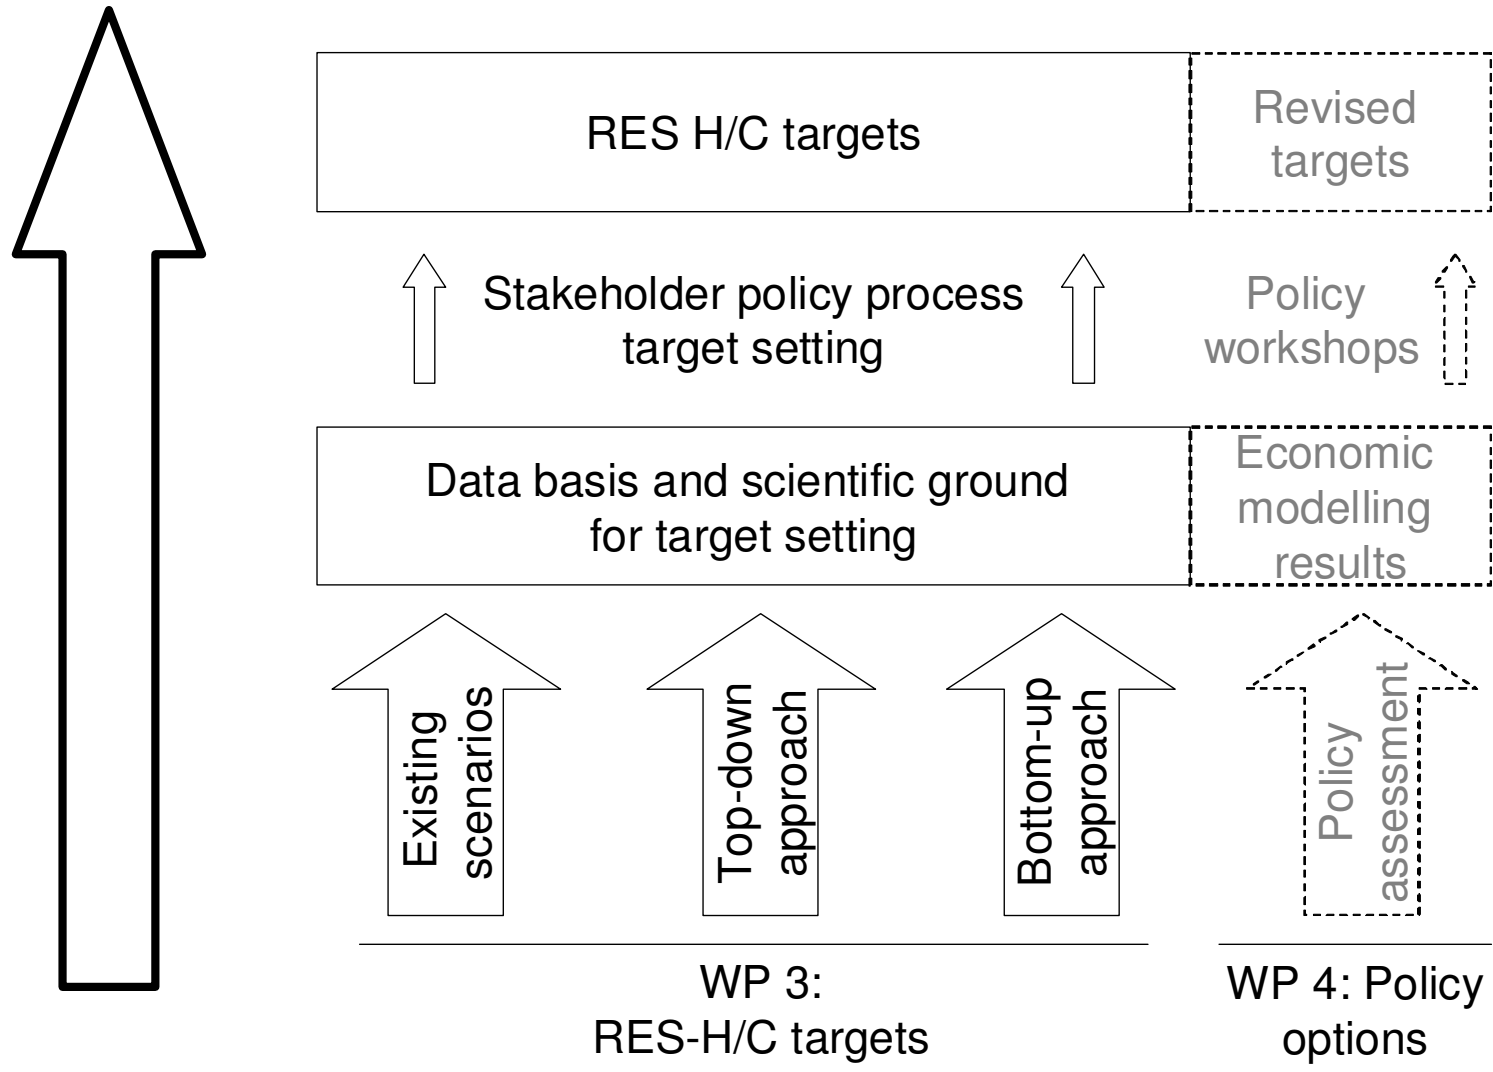 RES H/C targets
Revised
targets
Stakeholder policy process
target setting
Policy
workshops
Data basis and scientific ground
for target setting
Economic
modelling
results
Existing
scenarios
Top-down
approach
Bottom-up
approach
Policy
assessment
WP 3:
RES-H/C targets
WP 4: Policy
options